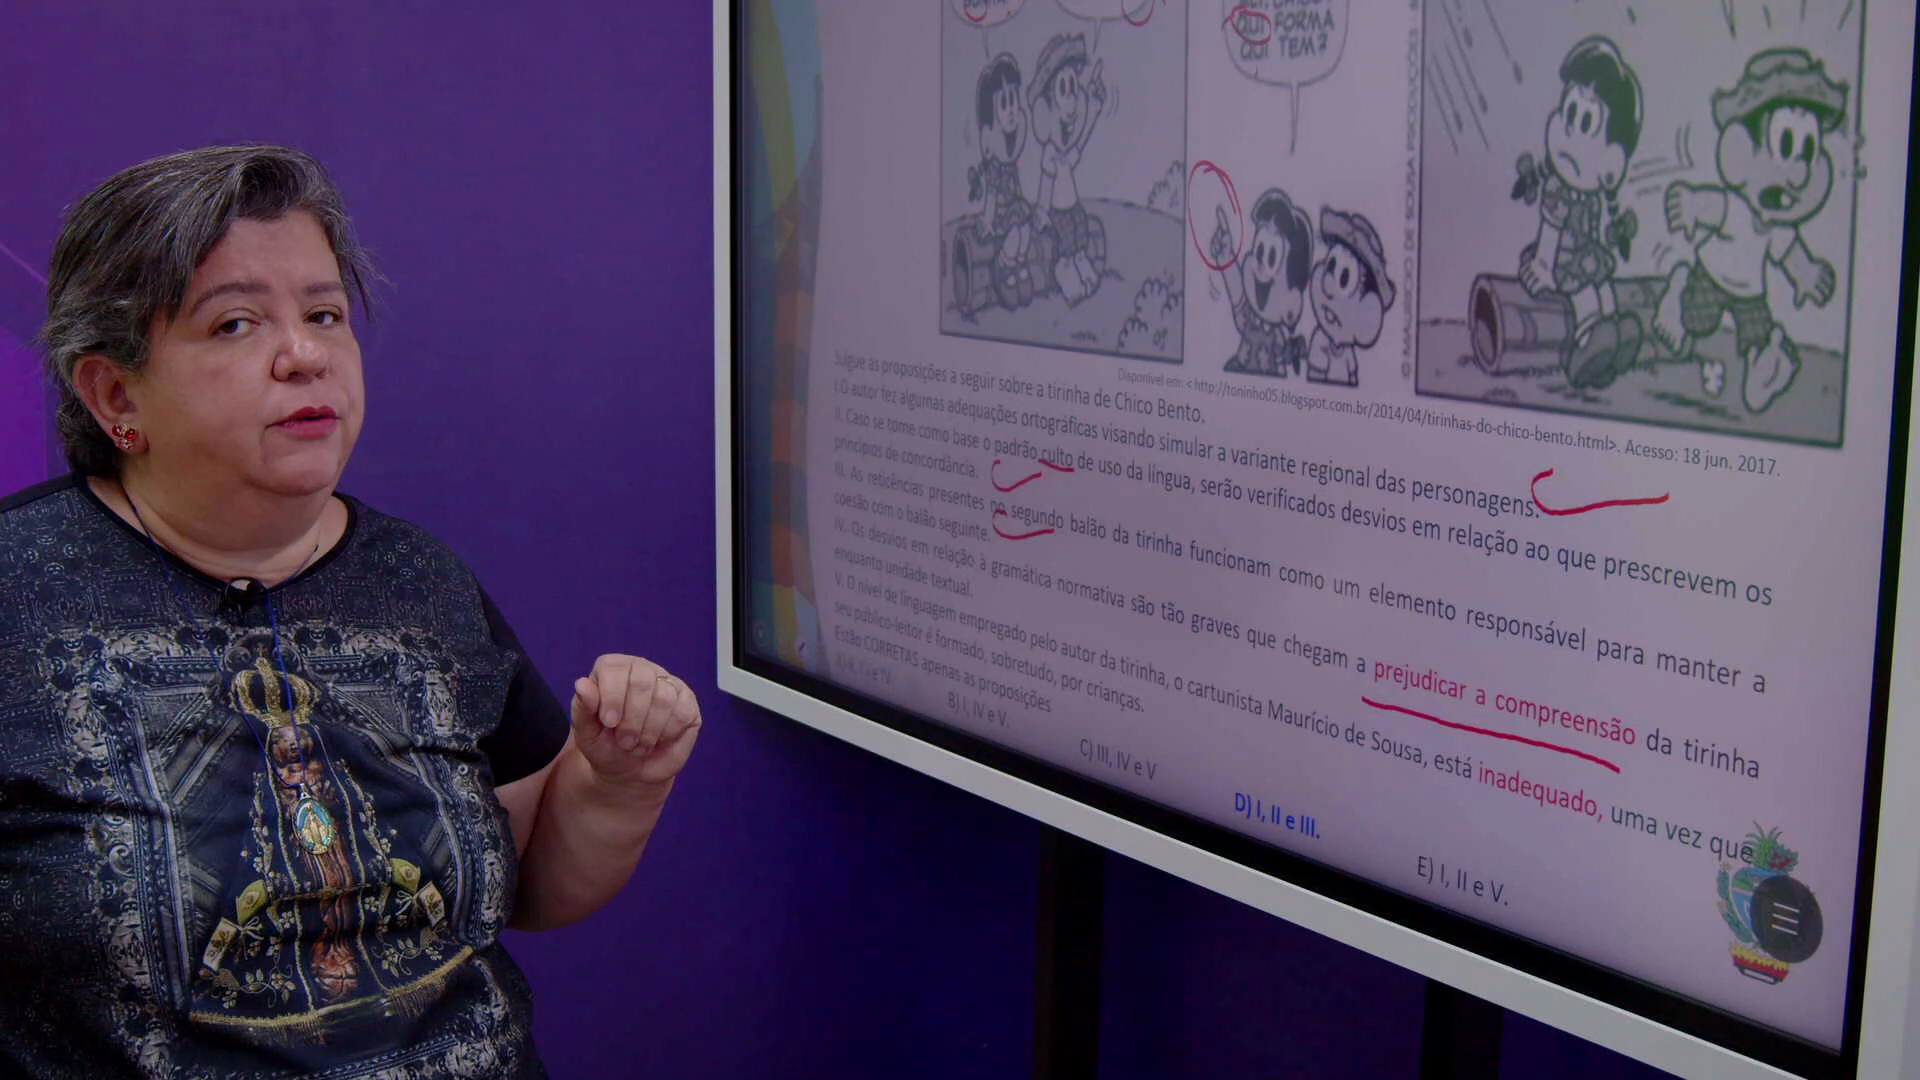 QUI FORMA
QUI TEM?
© MAURICIO DE SOUSA PRODUÇÕES
Disponível em: <http://toninho05.blogspot.com.br/2014/04/tirinhas-do-chico-bento.html>. Acesso: 18 jun. 2017.
Julgue as proposições a seguir sobre a tirinha de Chico Bento.
I.O autor fez algumas adequações ortográficas visando simular a variante regional das personagens.
II. Caso se tome como base o padrão culto de uso da língua, serão verificados desvios em relação ao que prescrevem os
princípios de concordância.
III. As reticências presentes no segundo balão da tirinha funcionam como um elemento responsável para manter a
coesão com o balão seguinte.
IV. Os desvios em relação à gramática normativa são tão graves que chegam a prejudicar a compreensão da tirinha
enquanto unidade textual.
V. O nível de linguagem empregado pelo autor da tirinha, o cartunista Maurício de Sousa, está inadequado, uma vez que
seu público-leitor é formado, sobretudo, por crianças.
Estão CORRETAS apenas as proposições
B) I, IV e V.
C) III, IV e V
D) I, II e III.
E) I, II e V.